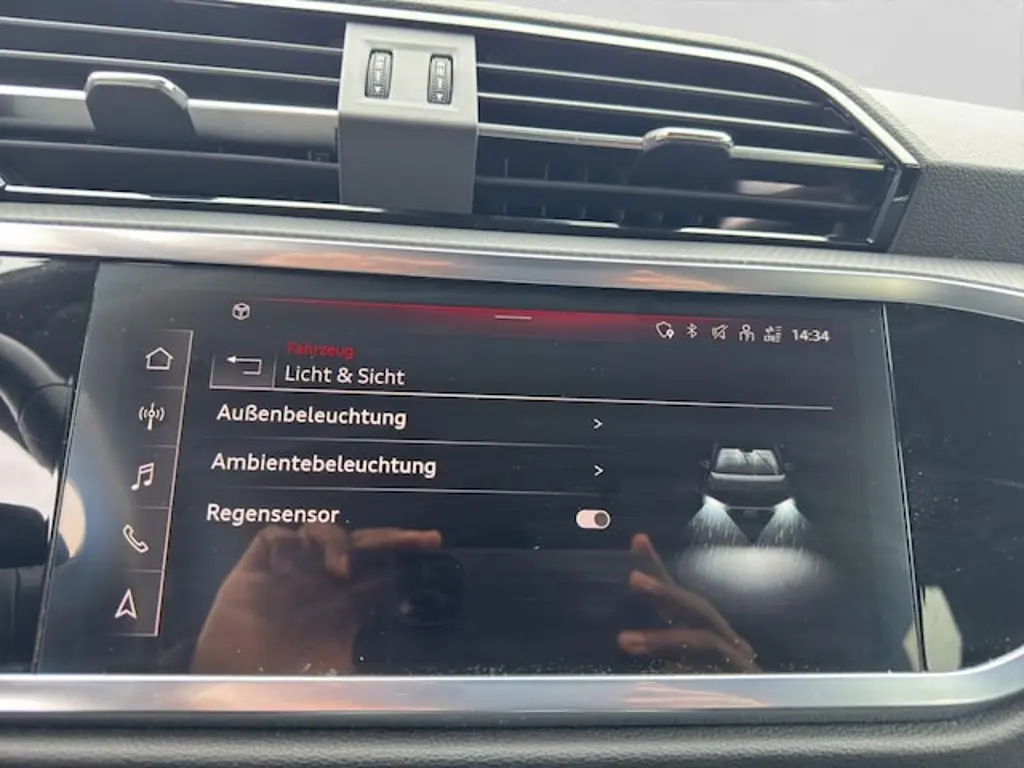 14:34
Fahrzeug
Licht & Sicht
Außenbeleuchtung
Ambientebeleuchtung
Regensensor